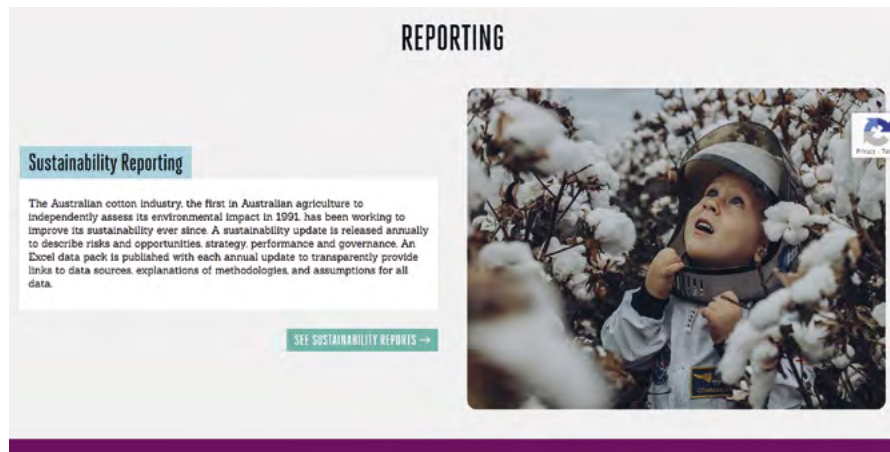 REPORTING
Sustainability Reporting
The Australian cotton industry, the first in Australian agriculture to
independently assess its environmental impact in 1991, has been working to
improve its sustainability ever since. A sustainability update is released annually
to describe risks and opportunities, strategy, performance and governance. An
Excel data pack is published with each annual update to transparently provide
links to data sources, explanations of methodologies, and assumptions for all
data.
SEE SUSTAINABILITY REPORTS →
Privacy -